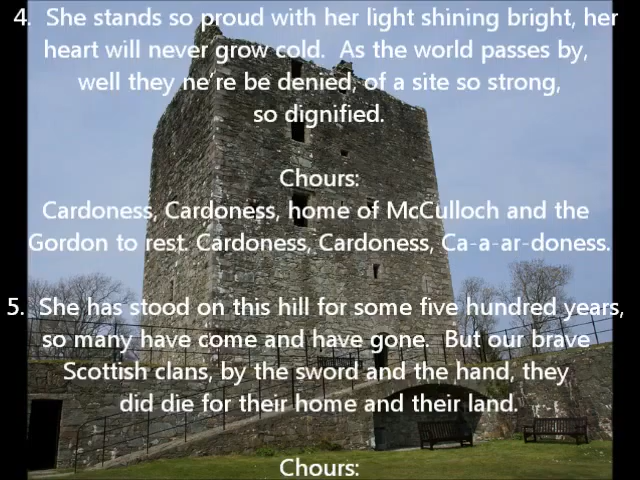 4.  She stands so proud with her light shining bright, her
heart will never grow cold.  As the world passes by,
well they ne're be denied, of a site so strong,
so dignified.
Chours:
Cardoness, Cardoness, home of McCulloch and the
Gordon to rest. Cardoness, Cardoness, Ca-a-ar-doness.
5.  She has stood on this hill for some five hundred years,
so many have come and have gone.  But our brave
Scottish clans, by the sword and the hand, they
did die for their home and their land.
Chours: